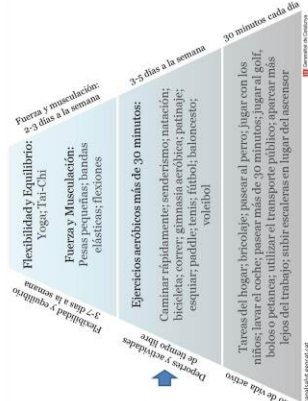 Fuerza y musculación:
2-3 días a la semana
Flexibilidad y equilibrio
3-7 días a la semana
Flexibilidad y Equilibrio:
Yoga; Tai-Chi
Fuerza y Musculación:
Pesas pequeñas; bandas
elásticas; flexiones
3-5 días a la semana
Deportes y actividades
de tiempo libre
Ejercicios aeróbicos más de 30 minutos:
Caminar rápidamente; senderismo; natación;
bicicleta; correr; gimnasia aeróbica; patinaje;
esquiar; paddle; tenis; fútbol; baloncesto;
voleibol
30 minutos cada día
de vida activo
Tareas del hogar; bricolaje; pasear al perro; jugar con los
niños; lavar el coche; pasear más de 30 minutos; jugar al golf,
bolos o petanca; utilizar el transporte público; aparcar más
lejos del trabajo; subir escaleras en lugar del ascensor
Generalitat de Catalunya